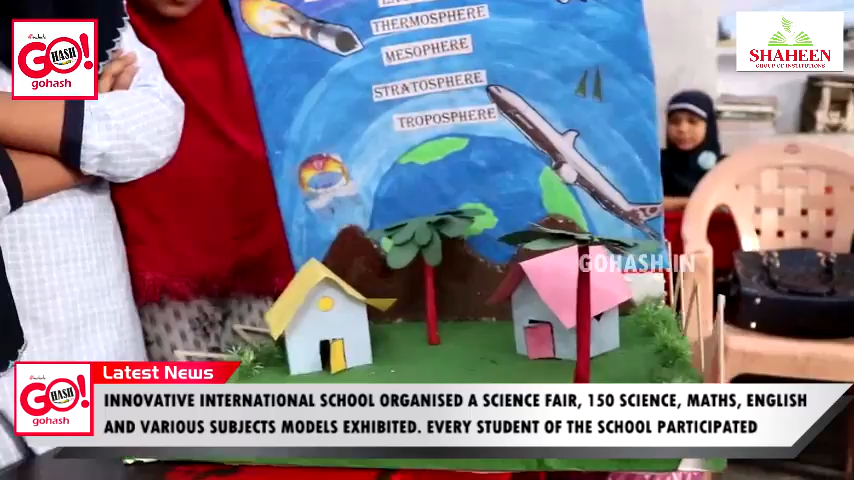 GO!
HASH
gohash
SHAHEEN
GROUP OF INSTITUTIONS
THERMOSPHERE
MESOPHERE
STRATOSPHERE
TROPOSPHERE
GOHASH.IN
Latest News
GO!
HASH
gohash
INNOVATIVE INTERNATIONAL SCHOOL ORGANISED A SCIENCE FAIR, 150 SCIENCE, MATHS, ENGLISH
AND VARIOUS SUBJECTS MODELS EXHIBITED. EVERY STUDENT OF THE SCHOOL PARTICIPATED